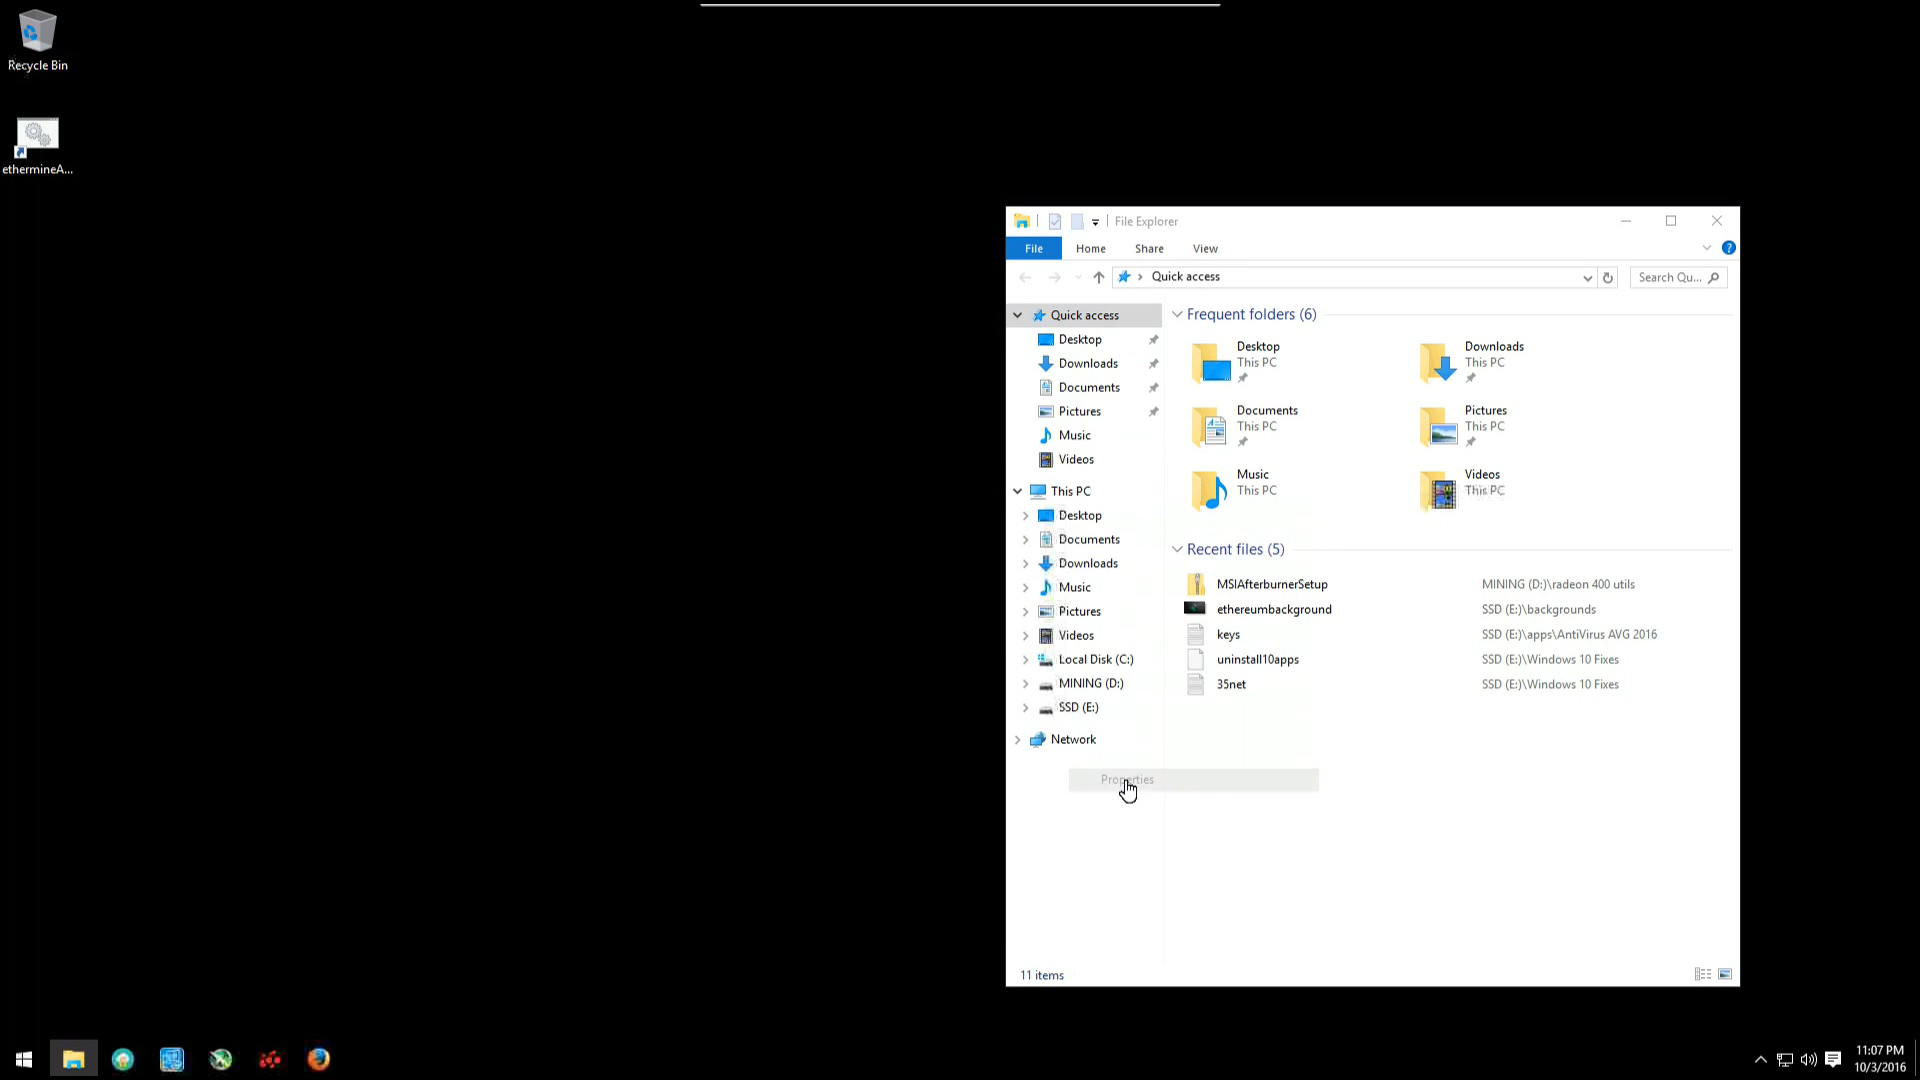 Recycle Bin
ethermineA...
File Explorer
File
Home
Share
View
?
Quick access
Search Qu...
Quick access
Desktop
Downloads
Documents
Pictures
Music
Videos
This PC
Desktop
Documents
Downloads
Music
Pictures
Videos
Local Disk (C:)
MINING (D:)
SSD (E:)
Network
Frequent folders (6)
Desktop
This PC
Downloads
This PC
Documents
This PC
Pictures
This PC
Music
This PC
Videos
This PC
Recent files (5)
MSIAfterburnerSetup MINING (D:)\radeon 400 utils
ethereumbackground SSD (E:)\backgrounds
keys SSD (E:)\apps\AntiVirus AVG 2016
uninstall10apps SSD (E:)\Windows 10 Fixes
35net SSD (E:)\Windows 10 Fixes
Properties
11 items
11:07 PM
10/3/2016